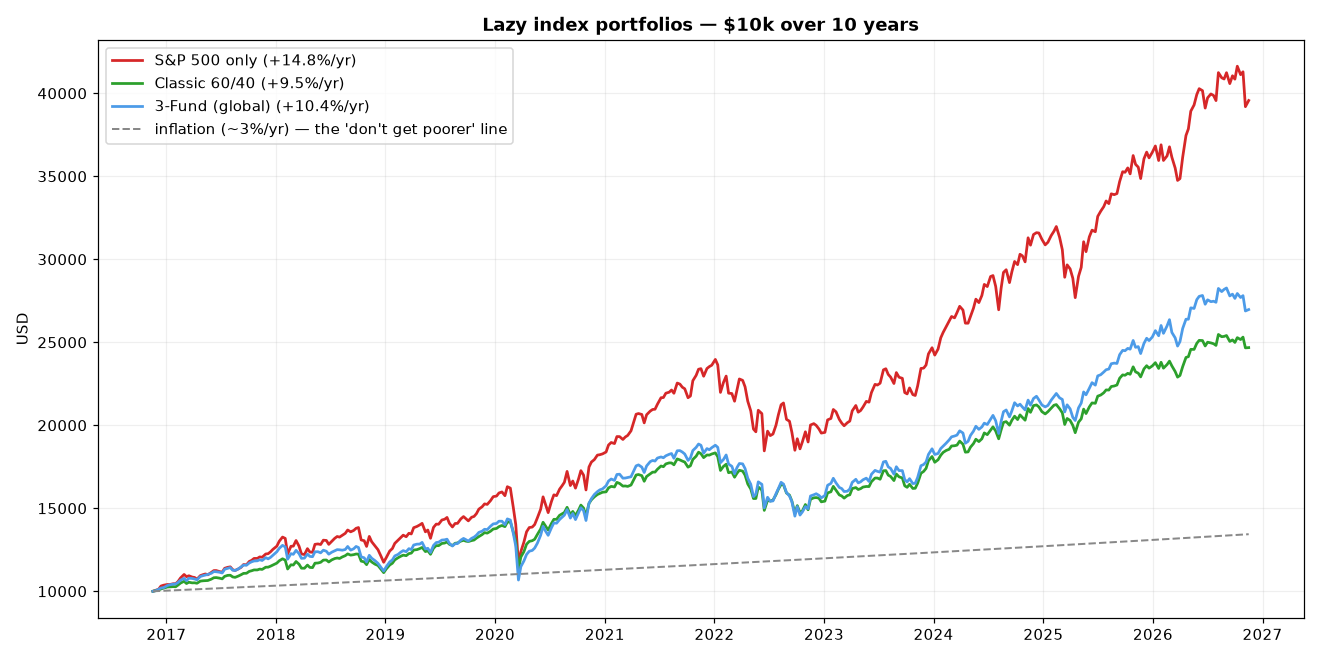 Lazy index portfolios — $10k over 10 years
S&P 500 only (+14.8%/yr)
Classic 60/40 (+9.5%/yr)
3-Fund (global) (+10.4%/yr)
inflation (~3%/yr) — the 'don't get poorer' line
USD
40000
35000
30000
25000
20000
15000
10000
2017 2018 2019 2020 2021 2022 2023 2024 2025 2026 2027